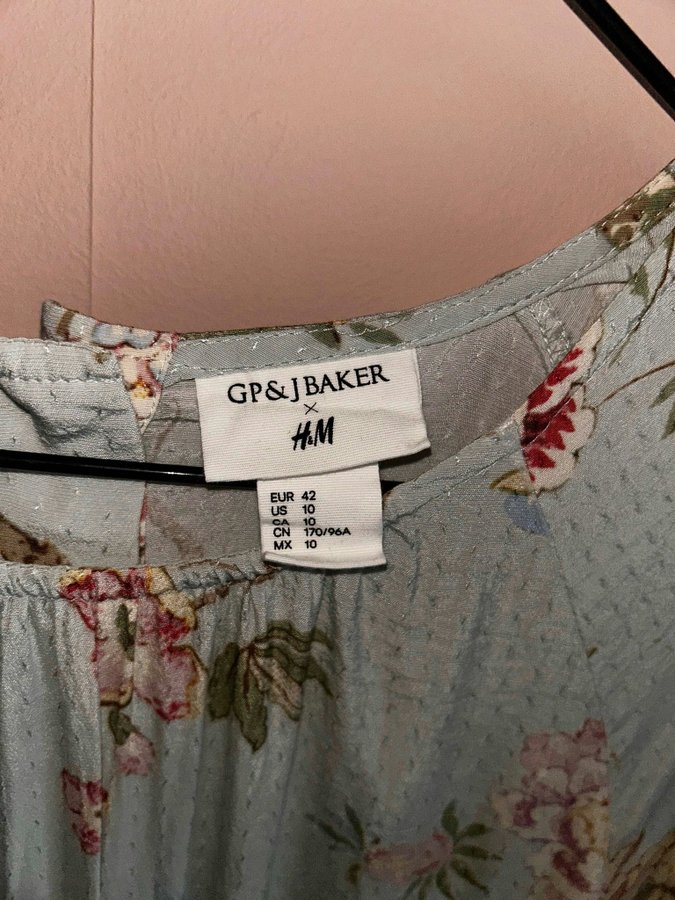 GP&J BAKER
×
H&M
EUR 42
US 10
CA 10
CN 170/96A
MX 10